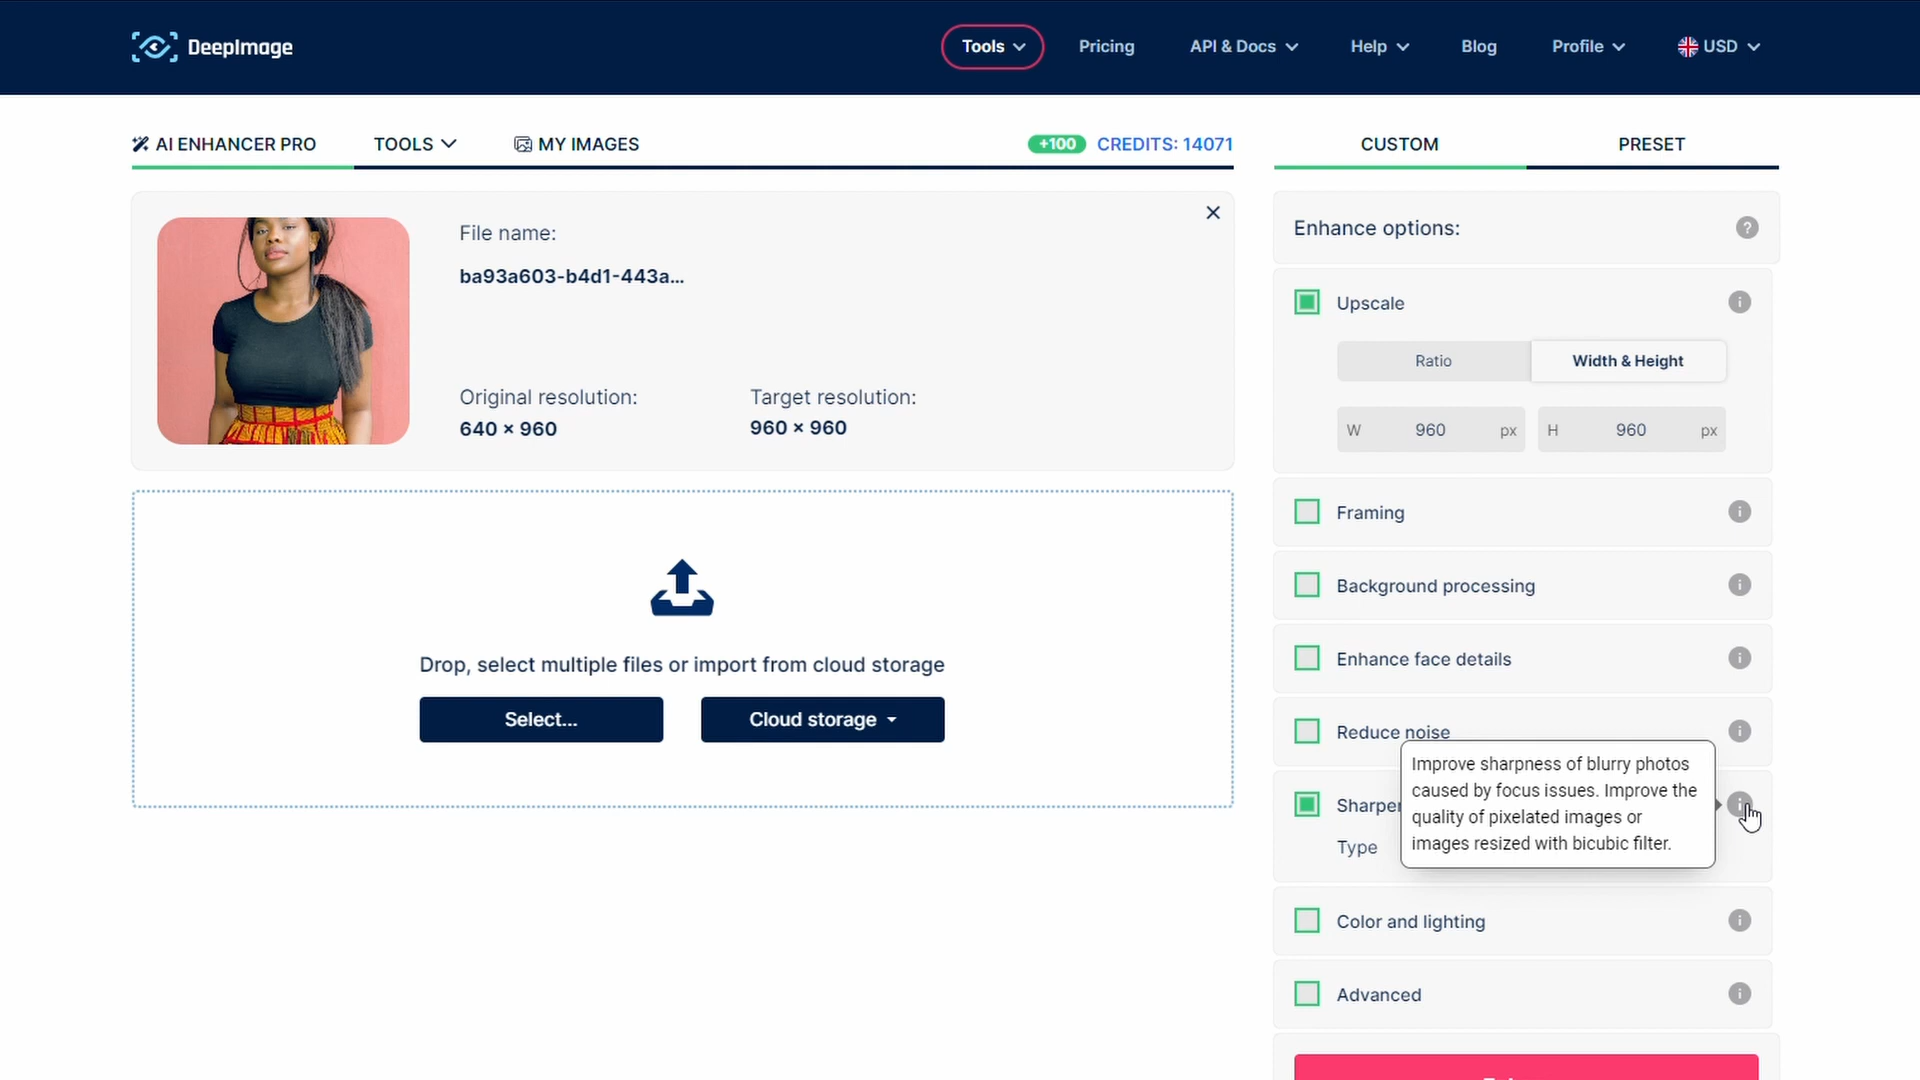 DeepImage
Tools
Pricing
API & Docs
Help
Blog
Profile
USD
AI ENHANCER PRO
TOOLS
MY IMAGES
+100
CREDITS: 14071
CUSTOM
PRESET
File name:
ba93a603-b4d1-443a...
Original resolution:
640 × 960
Target resolution:
960 × 960
Drop, select multiple files or import from cloud storage
Select...
Cloud storage
Enhance options:
?
Upscale
i
Ratio
Width & Height
W 960 px
H 960 px
Framing
i
Background processing
i
Enhance face details
i
Reduce noise
i
Improve sharpness of blurry photos
caused by focus issues. Improve the
quality of pixelated images or
images resized with bicubic filter.
Type
Color and lighting
i
Advanced
i